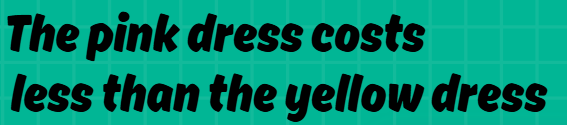 The pink dress costs
less than the yellow dress